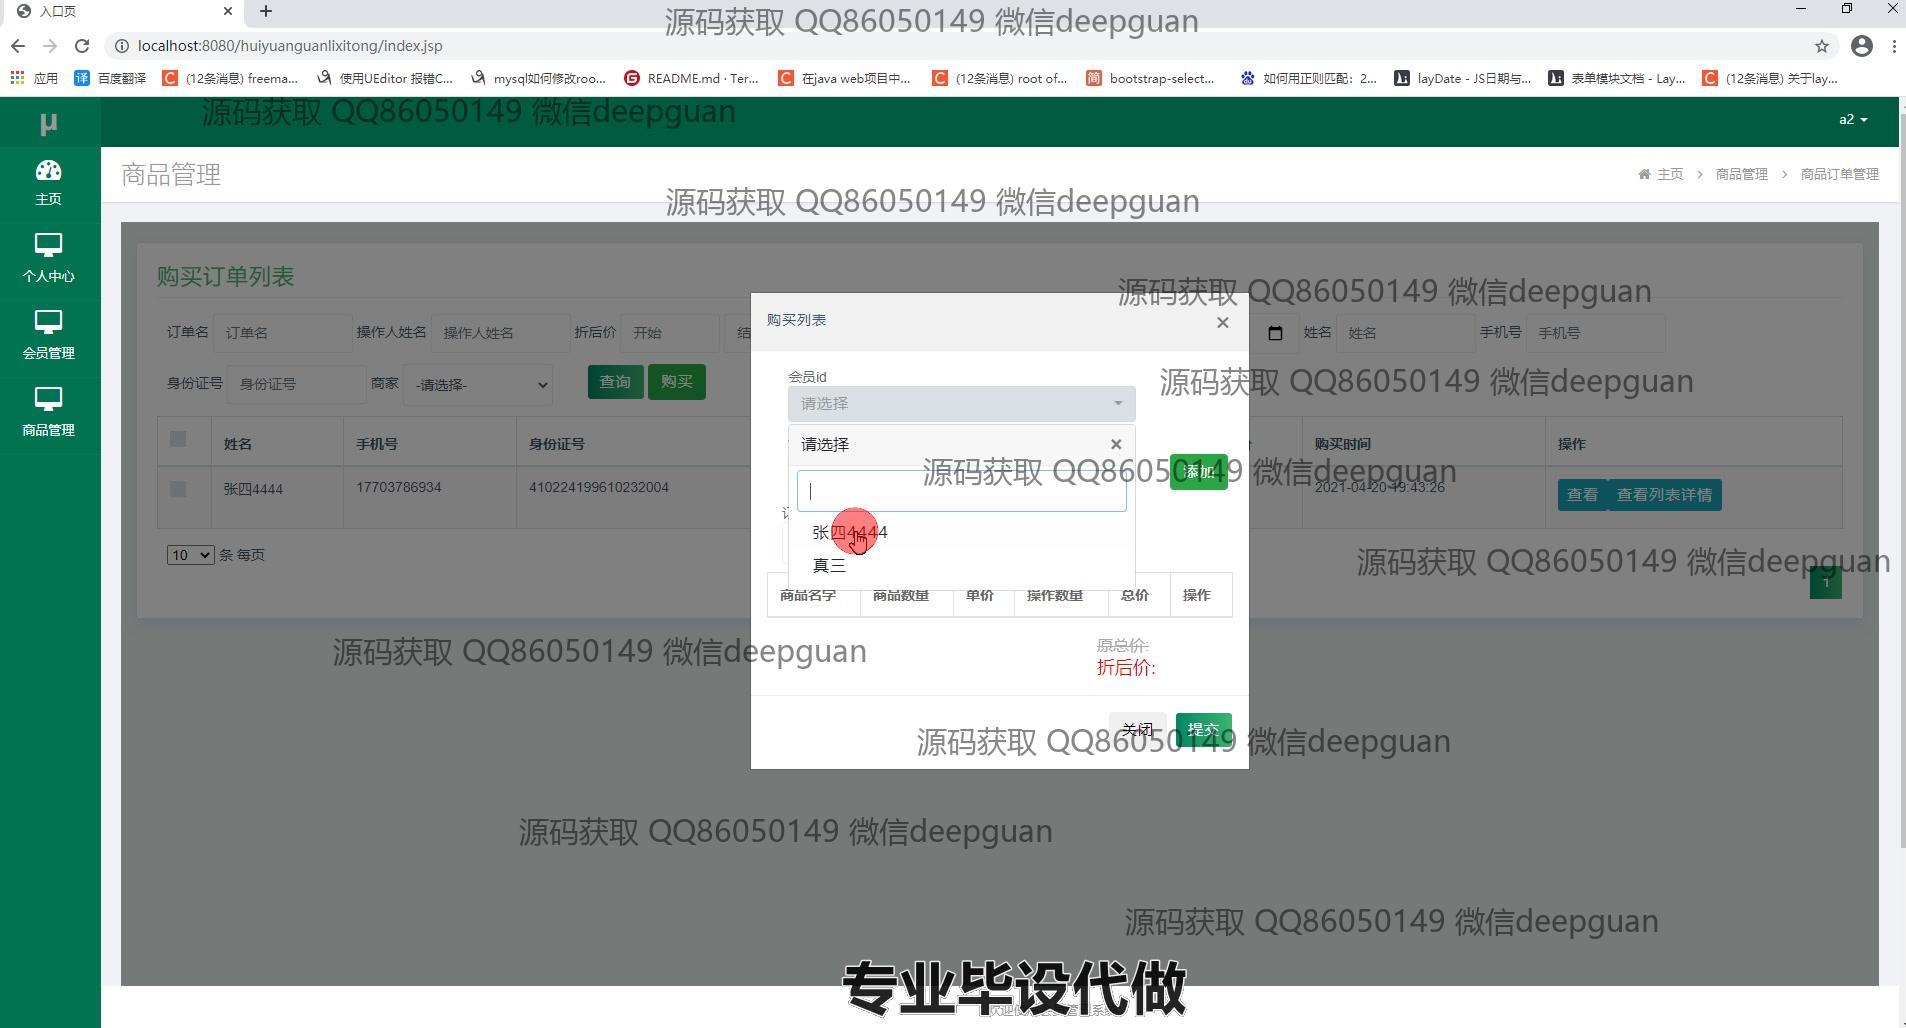 入口页
localhost:8080/huiyuanguanlixitong/index.jsp
应用 百度翻译 (12条消息) freema... 使用UEditor 报错C... mysql如何修改roo... README.md · Ter... 在java web项目中... (12条消息) root of... bootstrap-select... 如何用正则匹配：2... layDate - JS日期与... 表单模块文档 - Lay... (12条消息) 关于lay...
源码获取 QQ86050149 微信deepguan
源码获取 QQ86050149 微信deepguan
μ
a2
主页
个人中心
会员管理
商品管理
商品管理
主页 > 商品管理 > 商品订单管理
源码获取 QQ86050149 微信deepguan
购买订单列表
源码获取 QQ86050149 微信deepguan
订单名 订单名 操作人姓名 操作人姓名 折后价 开始 结 姓名 姓名 手机号 手机号
身份证号 身份证号 商家 -请选择- 查询 购买
源码获取 QQ86050149 微信deepguan
姓名 手机号 身份证号 购买时间 操作
张四4444 17703786934 410224199610232004 2021-04-20 19:43:26 查看 查看列表详情
10 条 每页
1
购买列表
×
会员id
请选择
请选择 ×
添加
源码获取 QQ86050149 微信deepguan
张四4444
真三
源码获取 QQ86050149 微信deepguan
商品名字 商品数量 单价 操作数量 总价 操作
原总价:
折后价:
源码获取 QQ86050149 微信deepguan
关闭 提交
源码获取 QQ86050149 微信deepguan
源码获取 QQ86050149 微信deepguan
源码获取 QQ86050149 微信deepguan
专业毕设代做